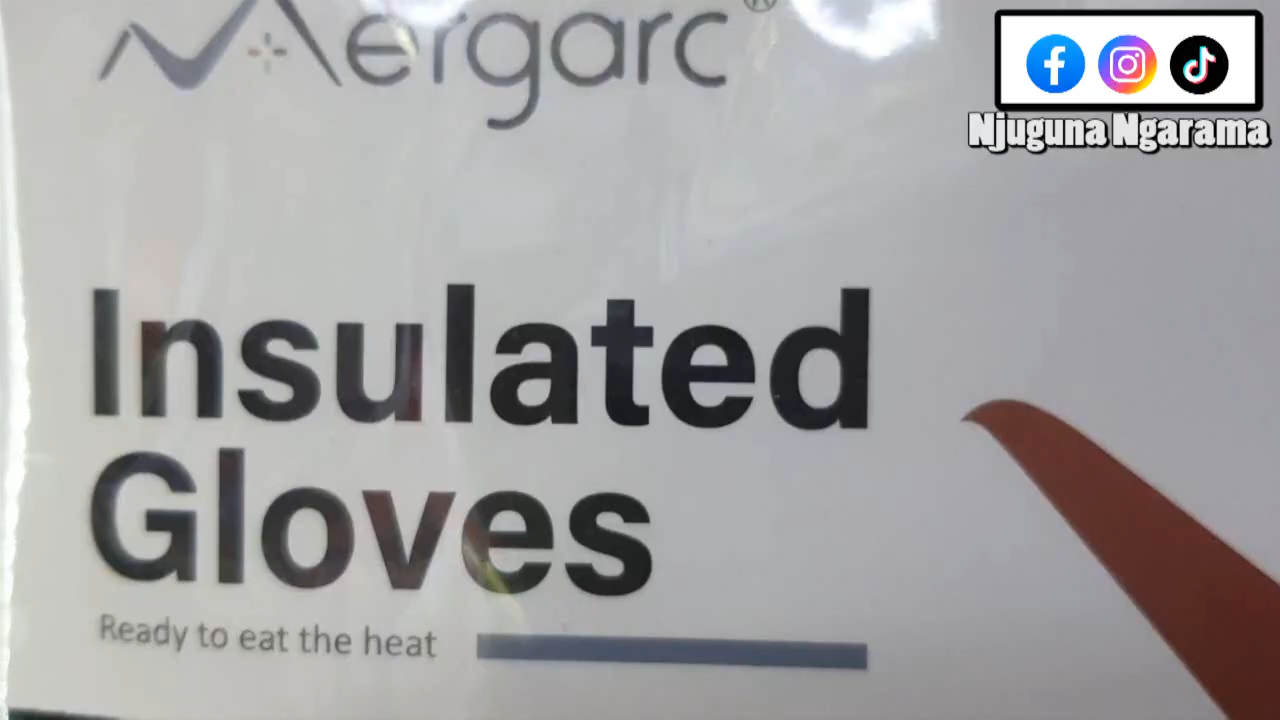 Mergarc®
Njuguna Ngarama
Insulated
Gloves
Ready to eat the heat